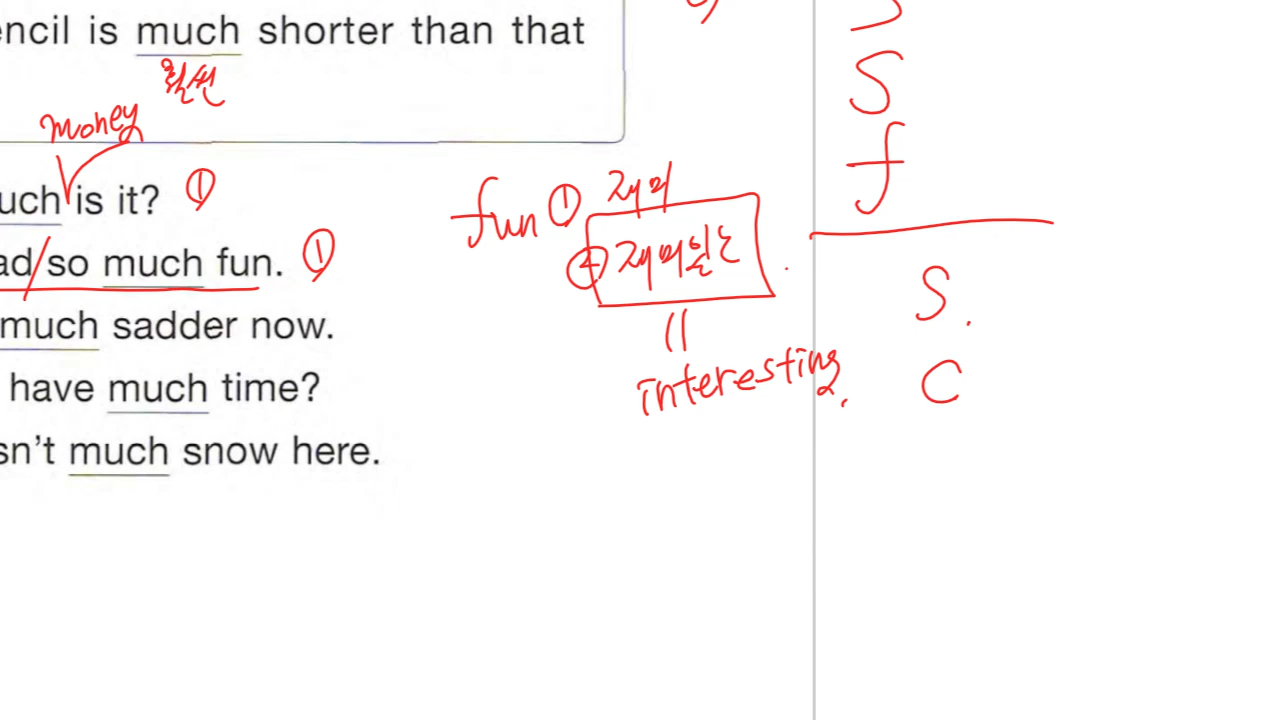 encil is much shorter than that
훨씬
money
uch is it? ①
ad/so much fun. ①
much sadder now.
have much time?
sn't much snow here.
fun ① 재미
② 재미있는
=
interesting.
S
f
S.
C